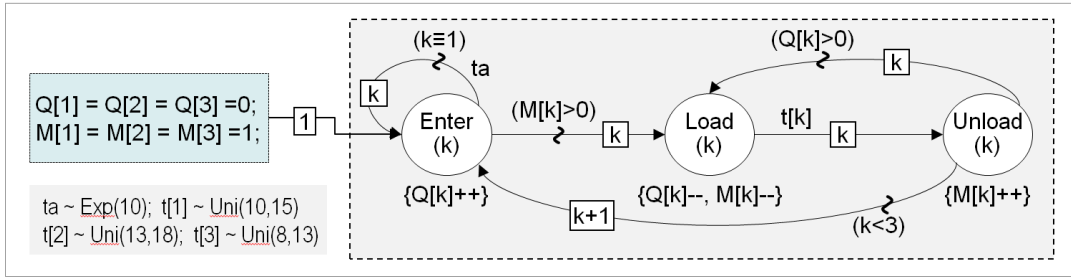 Q[1] = Q[2] = Q[3] =0;
M[1] = M[2] = M[3] =1;
1
ta ~ Exp(10); t[1] ~ Uni(10,15)
t[2] ~ Uni(13,18); t[3] ~ Uni(8,13)
(k≡1)
ta
k
Enter
(k)
{Q[k]++}
(M[k]>0)
k
Load
(k)
{Q[k]--, M[k]--}
t[k]
k
(Q[k]>0)
k
Unload
(k)
{M[k]++}
k+1
(k<3)